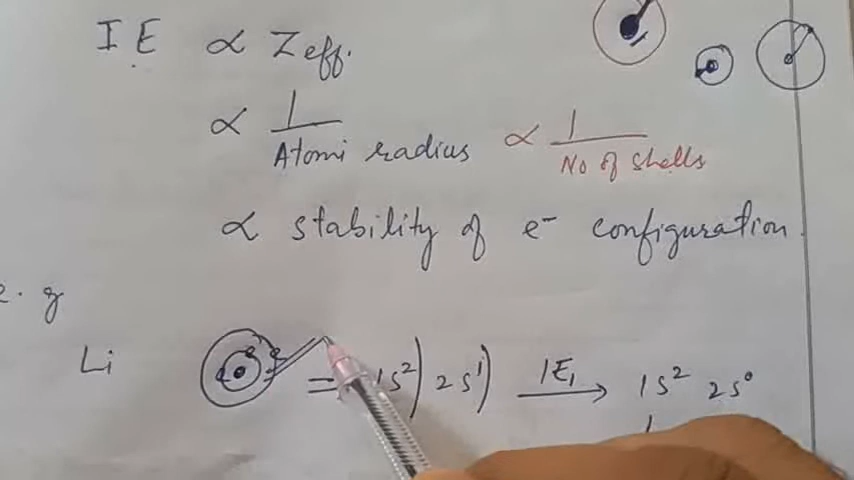 I E ∝ Zeff.
∝ 1/Atomi radius ∝ 1/No of shells
∝ stability of e⁻ configuration
e. g
Li = 1s²) 2s¹) IE₁ → 1s² 2s⁰